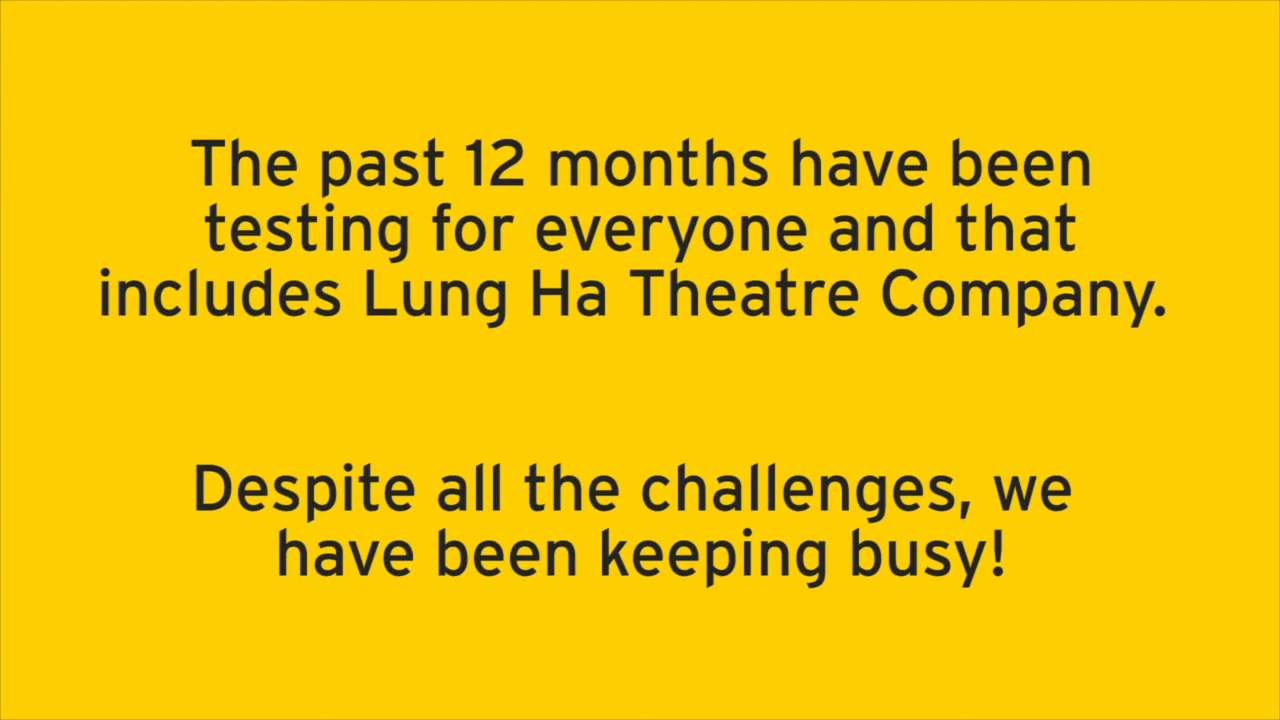 The past 12 months have been
testing for everyone and that
includes Lung Ha Theatre Company.
Despite all the challenges, we
have been keeping busy!